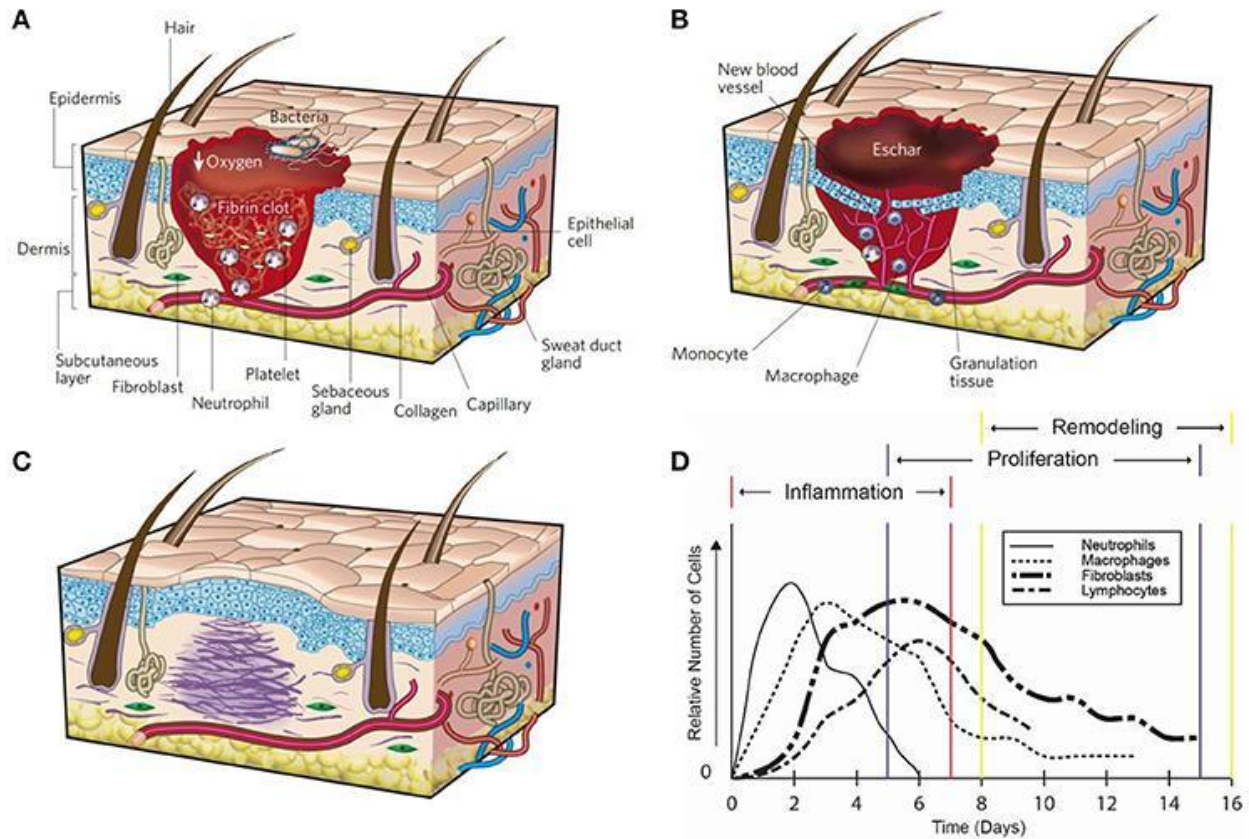 A
Hair
Epidermis
Bacteria
Oxygen
Fibrin clot
Dermis
Epithelial
cell
Subcutaneous
layer
Fibroblast
Neutrophil
Platelet
Sebaceous
gland
Collagen
Capillary
Sweat duct
gland
B
New blood
vessel
Eschar
Monocyte
Macrophage
Granulation
tissue
C
D
Remodeling
Proliferation
Inflammation
Relative Number of Cells
Neutrophils
Macrophages
Fibroblasts
Lymphocytes
0
0 2 4 6 8 10 12 14 16
Time (Days)